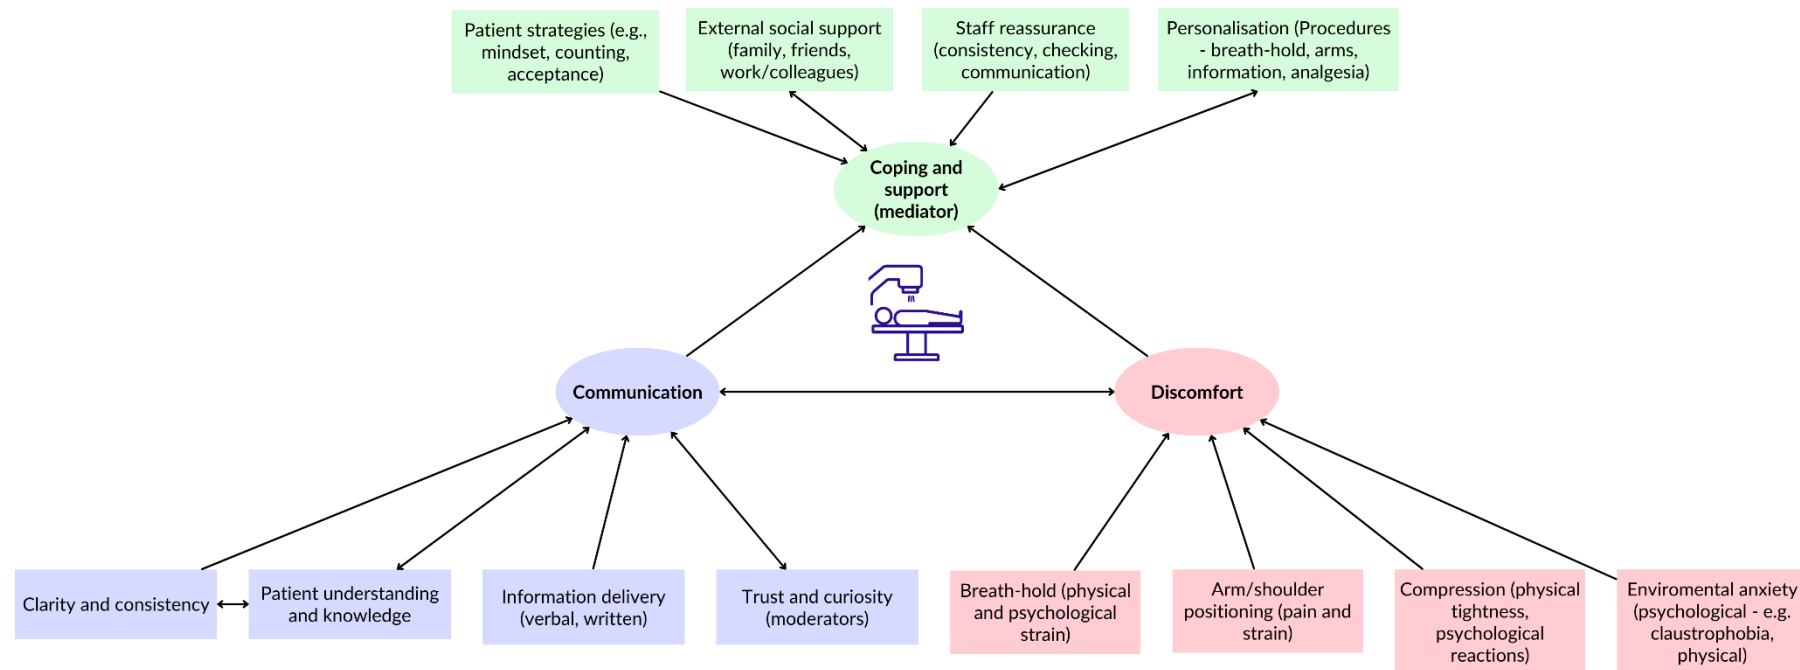 Patient strategies (e.g.,
mindset, counting,
acceptance)
External social support
(family, friends,
work/colleagues)
Staff reassurance
(consistency, checking,
communication)
Personalisation (Procedures
- breath-hold, arms,
information, analgesia)
Coping and
support
(mediator)
Communication
Discomfort
Clarity and consistency
Patient understanding
and knowledge
Information delivery
(verbal, written)
Trust and curiosity
(moderators)
Breath-hold (physical
and psychological
strain)
Arm/shoulder
positioning (pain and
strain)
Compression (physical
tightness,
psychological
reactions)
Enviromental anxiety
(psychological - e.g.
claustrophobia,
physical)